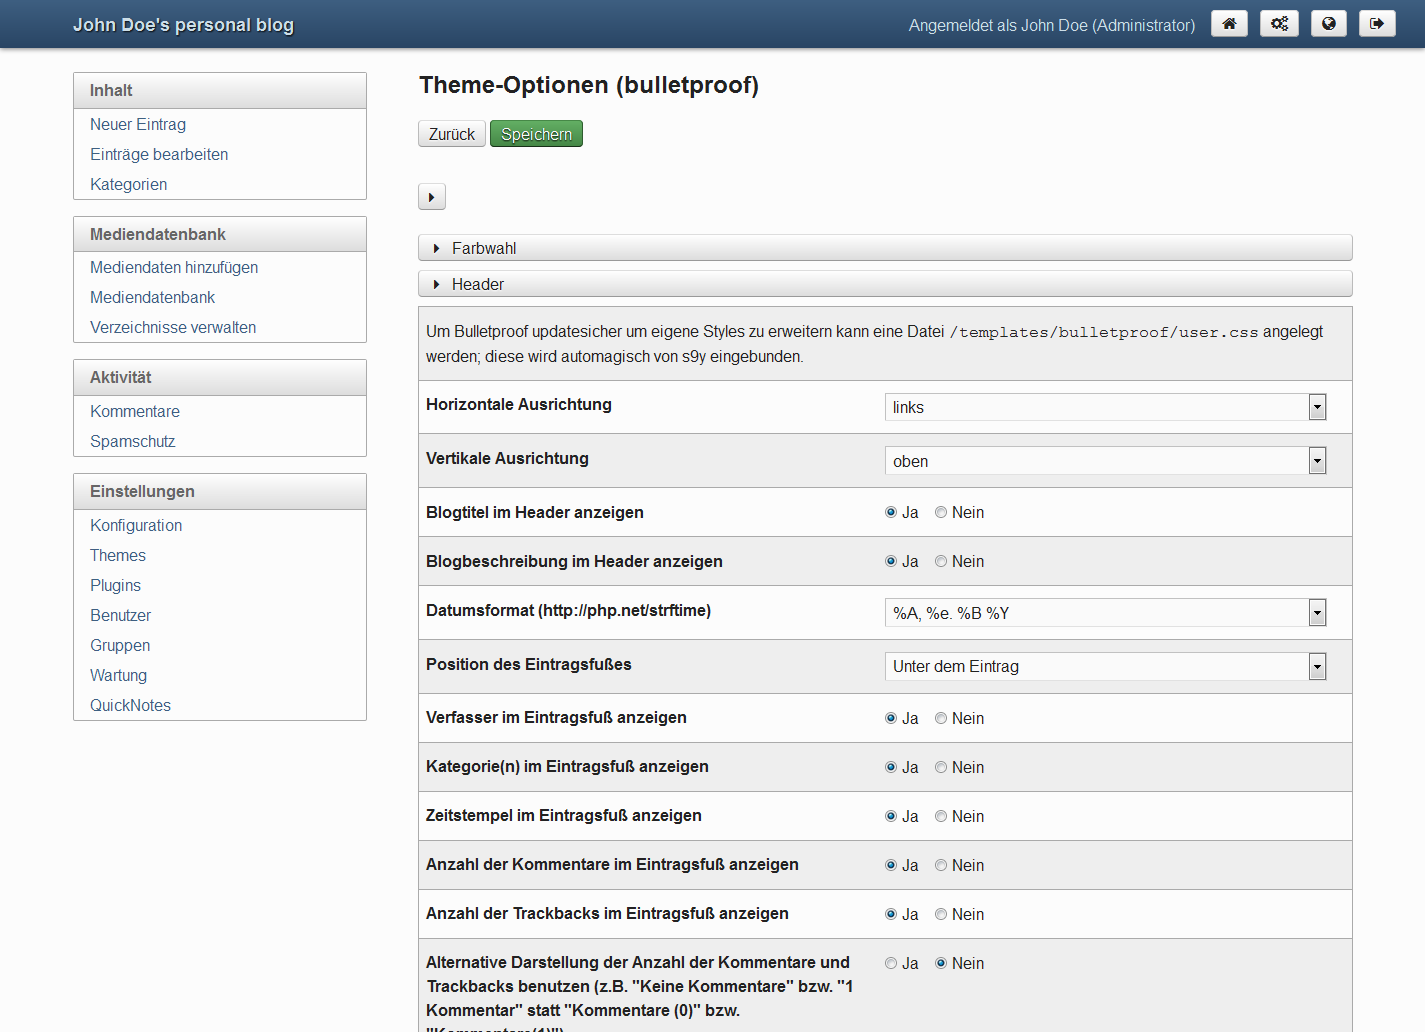 John Doe's personal blog
Angemeldet als John Doe (Administrator)
Inhalt
Neuer Eintrag
Einträge bearbeiten
Kategorien
Mediendatenbank
Mediendaten hinzufügen
Mediendatenbank
Verzeichnisse verwalten
Aktivität
Kommentare
Spamschutz
Einstellungen
Konfiguration
Themes
Plugins
Benutzer
Gruppen
Wartung
QuickNotes
Theme-Optionen (bulletproof)
Zurück Speichern
Farbwahl
Header
Um Bulletproof updatesicher um eigene Styles zu erweitern kann eine Datei /templates/bulletproof/user.css angelegt
werden; diese wird automagisch von s9y eingebunden.
Horizontale Ausrichtung links
Vertikale Ausrichtung oben
Blogtitel im Header anzeigen Ja Nein
Blogbeschreibung im Header anzeigen Ja Nein
Datumsformat (http://php.net/strftime) %A, %e. %B %Y
Position des Eintragsfußes Unter dem Eintrag
Verfasser im Eintragsfuß anzeigen Ja Nein
Kategorie(n) im Eintragsfuß anzeigen Ja Nein
Zeitstempel im Eintragsfuß anzeigen Ja Nein
Anzahl der Kommentare im Eintragsfuß anzeigen Ja Nein
Anzahl der Trackbacks im Eintragsfuß anzeigen Ja Nein
Alternative Darstellung der Anzahl der Kommentare und Ja Nein
Trackbacks benutzen (z.B. "Keine Kommentare" bzw. "1
Kommentar" statt "Kommentare (0)" bzw.
"Kommentare(1)")